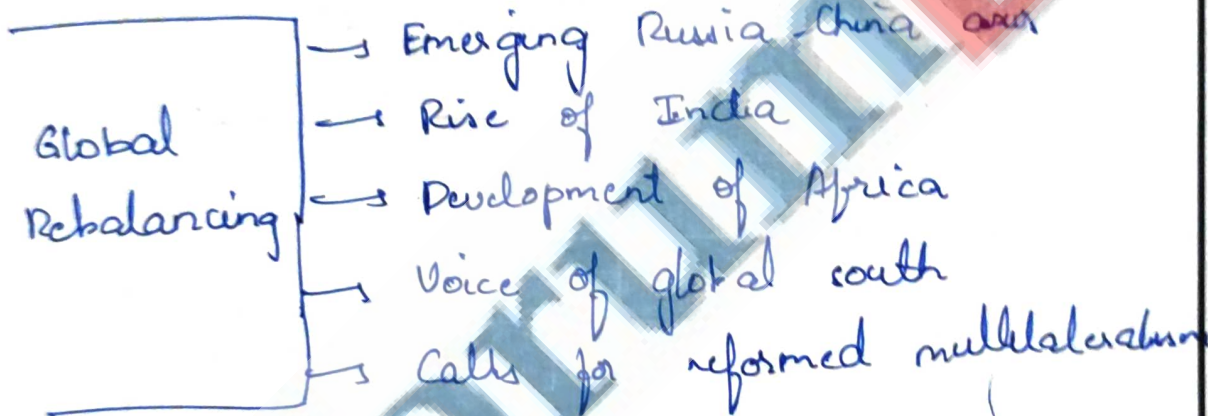 Emerging Russia-China axis
Rise of India
Global
Rebalancing
Development of Africa
Voice of global south
Calls for reformed multilateralism